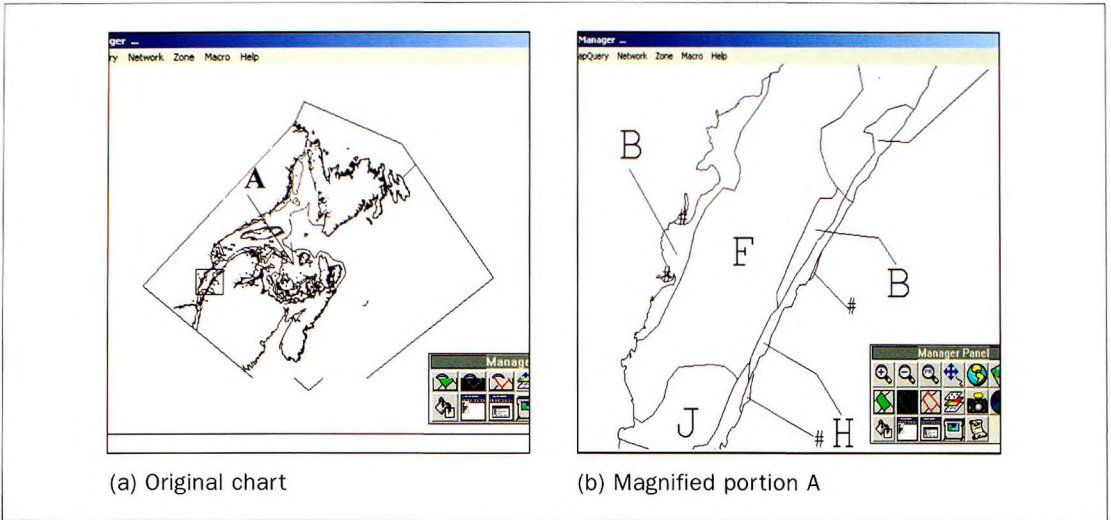 ger
ry Network Zone Macro Help
A
Manager
(a) Original chart
Manager
apQuery Network Zone Macro Help
B
#
F
B
#
Manager Panel
J
# H
(b) Magnified portion A